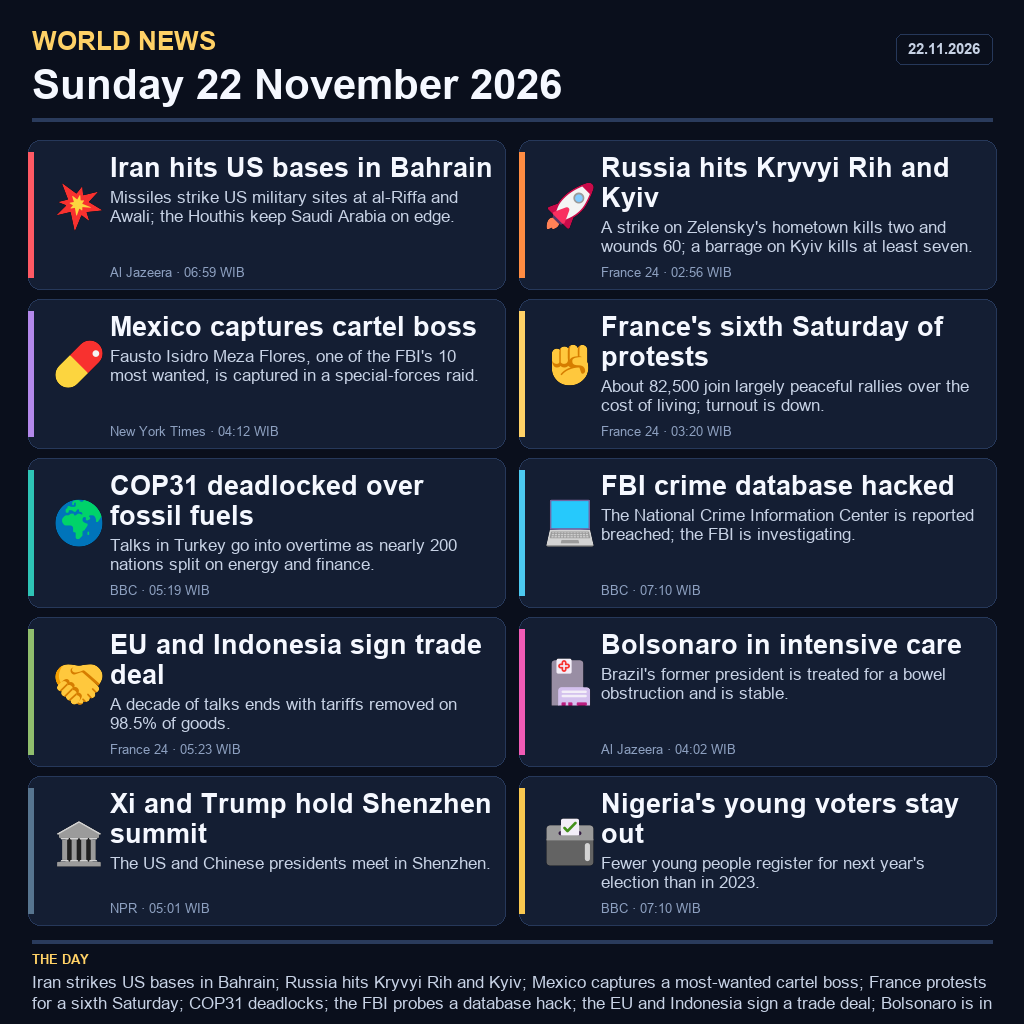 WORLD NEWS
Sunday 22 November 2026
22.11.2026
Iran hits US bases in Bahrain
Missiles strike US military sites at al-Riffa and
Awali; the Houthis keep Saudi Arabia on edge.
Al Jazeera · 06:59 WIB
Russia hits Kryvyi Rih and
Kyiv
A strike on Zelensky's hometown kills two and
wounds 60; a barrage on Kyiv kills at least seven.
France 24 · 02:56 WIB
Mexico captures cartel boss
Fausto Isidro Meza Flores, one of the FBI's 10
most wanted, is captured in a special-forces raid.
New York Times · 04:12 WIB
France's sixth Saturday of
protests
About 82,500 join largely peaceful rallies over the
cost of living; turnout is down.
France 24 · 03:20 WIB
COP31 deadlocked over
fossil fuels
Talks in Turkey go into overtime as nearly 200
nations split on energy and finance.
BBC · 05:19 WIB
FBI crime database hacked
The National Crime Information Center is reported
breached; the FBI is investigating.
BBC · 07:10 WIB
EU and Indonesia sign trade
deal
A decade of talks ends with tariffs removed on
98.5% of goods.
France 24 · 05:23 WIB
Bolsonaro in intensive care
Brazil's former president is treated for a bowel
obstruction and is stable.
Al Jazeera · 04:02 WIB
Xi and Trump hold Shenzhen
summit
The US and Chinese presidents meet in Shenzhen.
NPR · 05:01 WIB
Nigeria's young voters stay
out
Fewer young people register for next year's
election than in 2023.
BBC · 07:10 WIB
THE DAY
Iran strikes US bases in Bahrain; Russia hits Kryvyi Rih and Kyiv; Mexico captures a most-wanted cartel boss; France protests
for a sixth Saturday; COP31 deadlocks; the FBI probes a database hack; the EU and Indonesia sign a trade deal; Bolsonaro is in